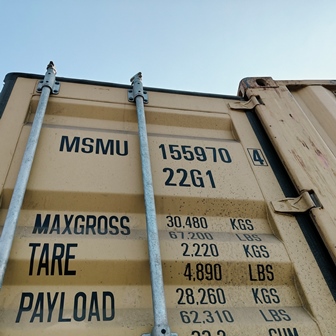 MSMU 155970 4
22G1
MAXGROSS 30,480 KGS
67,200 LBS
TARE 2,220 KGS
4,890 LBS
PAYLOAD 28,260 KGS
62,310 LBS
CUM